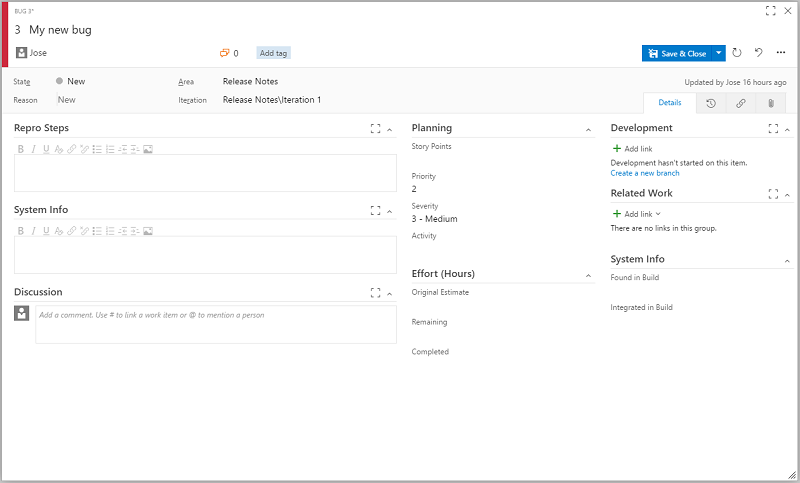 BUG 3*
3 My new bug
Jose
0
Add tag
Save & Close
State
New
Area
Release Notes
Updated by Jose 16 hours ago
Reason
New
Iteration
Release Notes\Iteration 1
Details
Repro Steps
B I U
System Info
B I U
Discussion
Add a comment. Use # to link a work item or @ to mention a person
Planning
Story Points
Priority
2
Severity
3 - Medium
Activity
Effort (Hours)
Original Estimate
Remaining
Completed
Development
Add link
Development hasn't started on this item.
Create a new branch
Related Work
Add link
There are no links in this group.
System Info
Found in Build
Integrated in Build